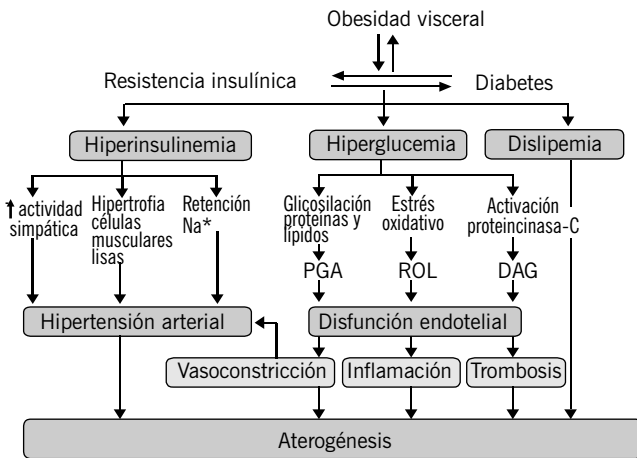 Obesidad visceral
Resistencia insulínica
Diabetes
Hiperinsulinemia
Hiperglucemia
Dislipemia
↑ actividad
simpática
Hipertrofia
células
musculares
lisas
Retención
Na*
Glicosilación
proteínas y
lípidos
Estrés
oxidativo
Activación
proteincinasa-C
PGA
ROL
DAG
Hipertensión arterial
Disfunción endotelial
Vasoconstricción
Inflamación
Trombosis
Aterogénesis